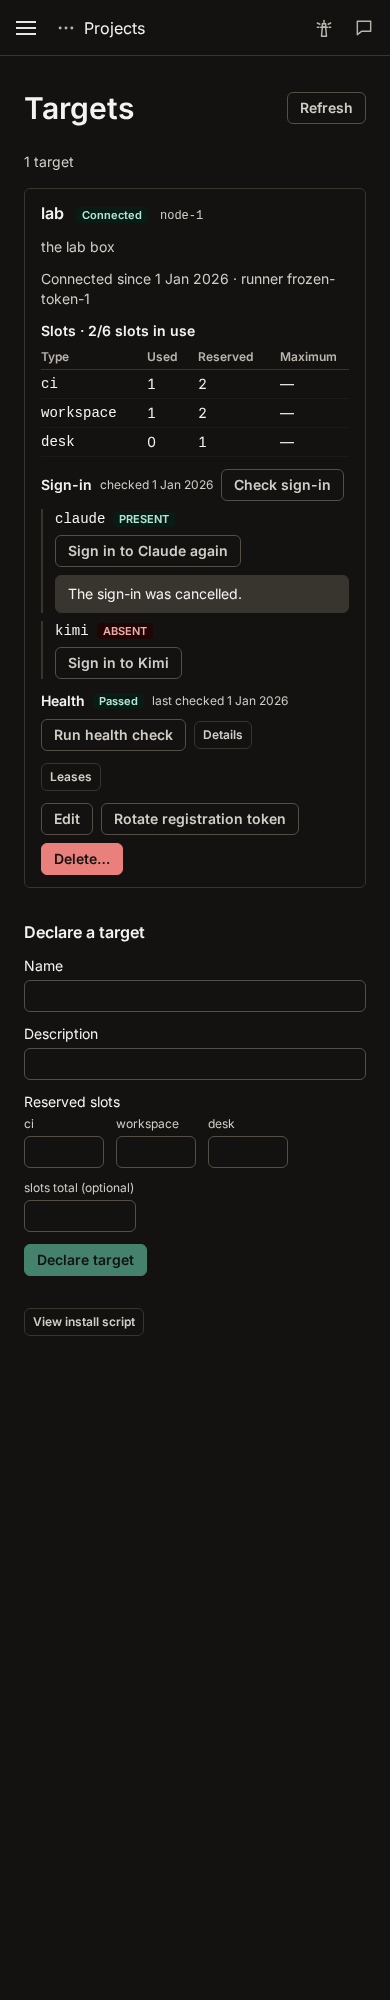 ··· Projects
Targets
Refresh
1 target
lab Connected node-1
the lab box
Connected since 1 Jan 2026 · runner frozen-
token-1
Slots · 2/6 slots in use
Type Used Reserved Maximum
ci 1 2 —
workspace 1 2 —
desk 0 1 —
Sign-in checked 1 Jan 2026 Check sign-in
claude PRESENT
Sign in to Claude again
The sign-in was cancelled.
kimi ABSENT
Sign in to Kimi
Health Passed last checked 1 Jan 2026
Run health check Details
Leases
Edit Rotate registration token
Delete...
Declare a target
Name
Description
Reserved slots
ci workspace desk
slots total (optional)
Declare target
View install script